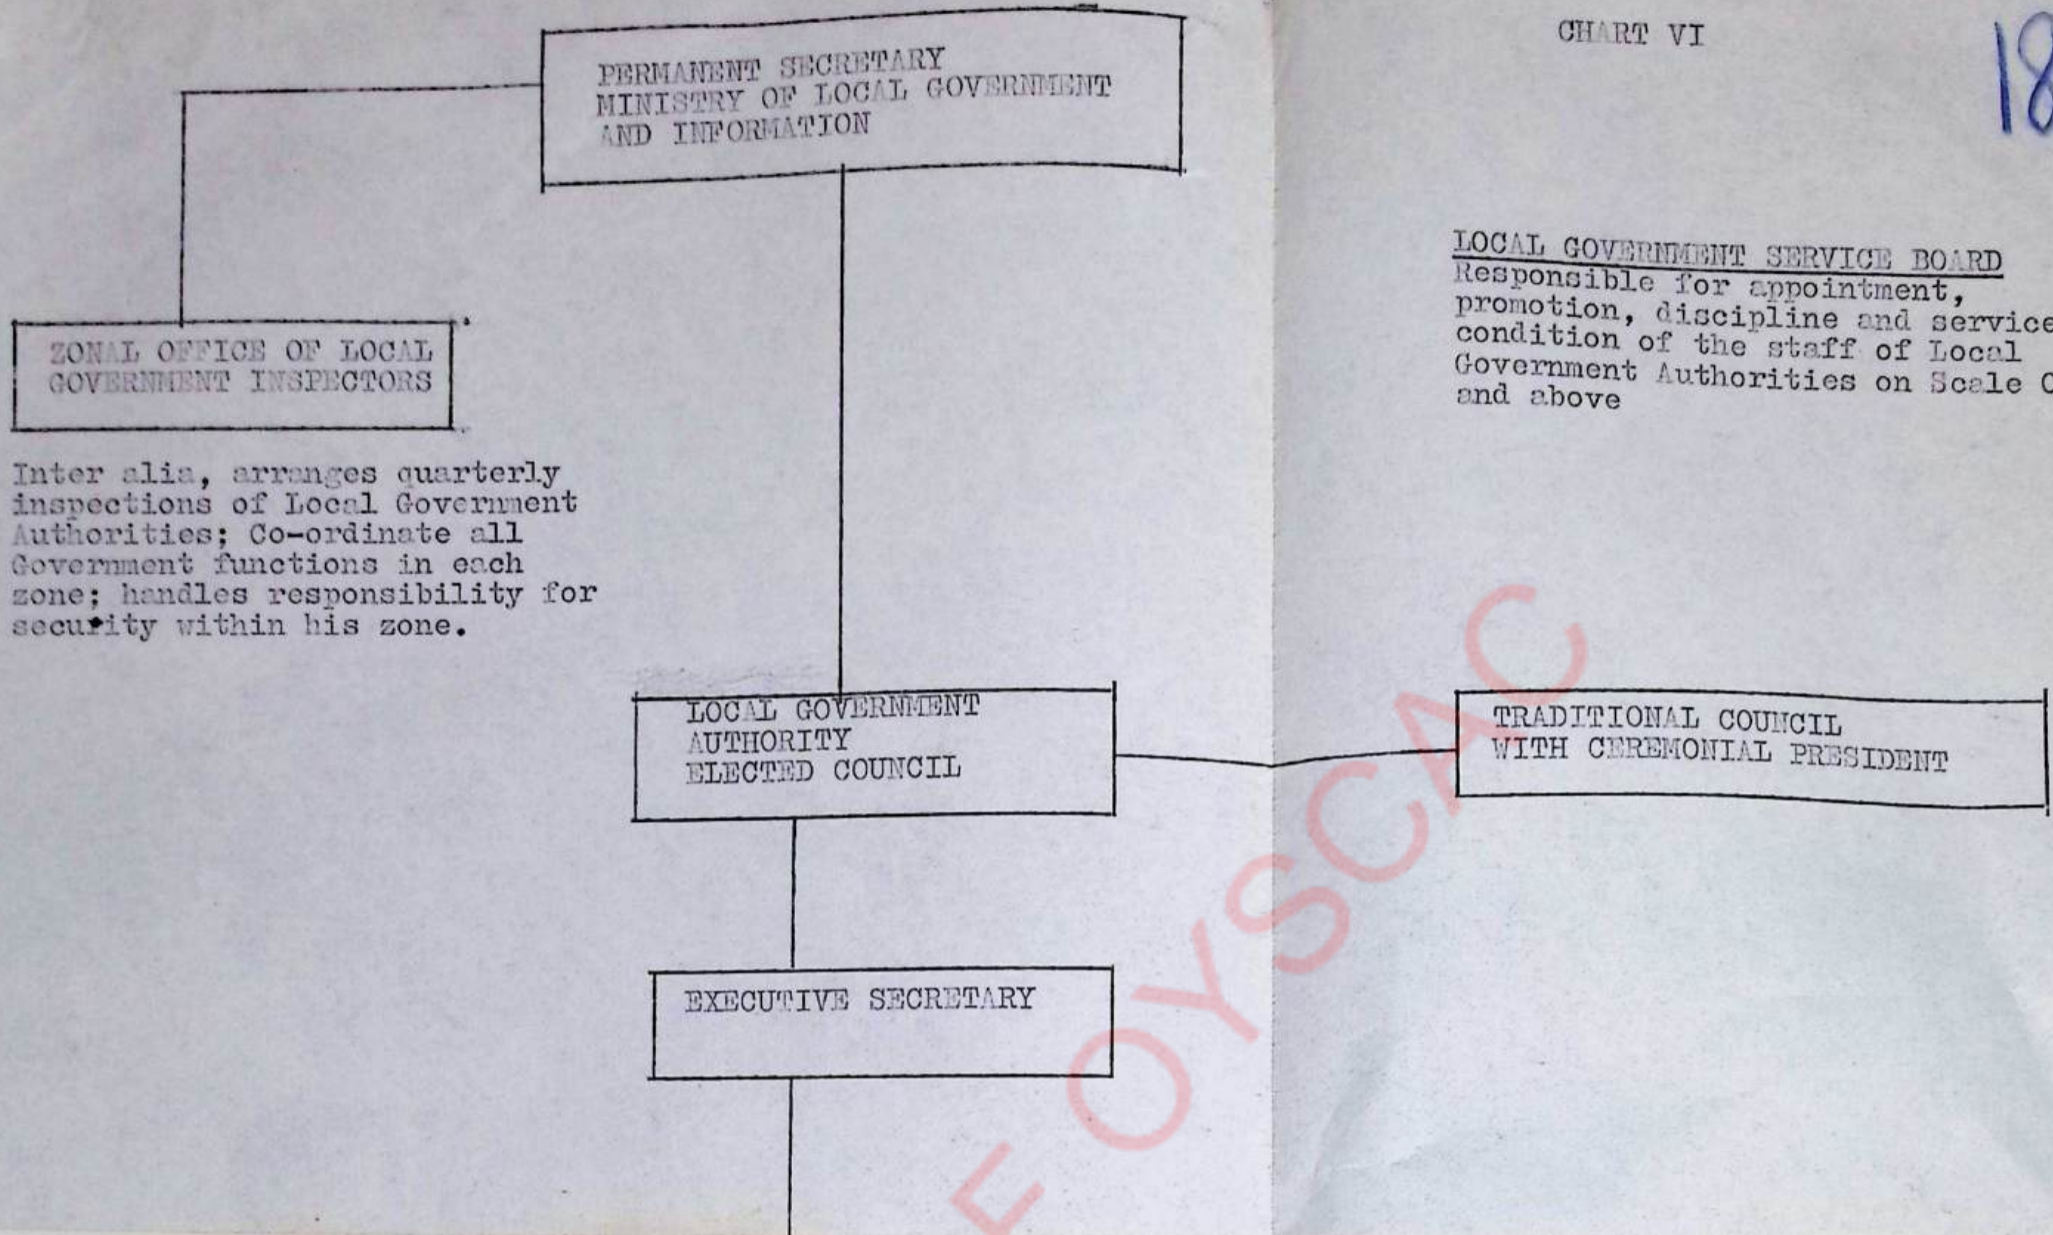 CHART VI
18
PERMANENT SECRETARY
MINISTRY OF LOCAL GOVERNMENT
AND INFORMATION
LOCAL GOVERNMENT SERVICE BOARD
Responsible for appointment,
promotion, discipline and service
condition of the staff of Local
Government Authorities on Scale
and above
ZONAL OFFICE OF LOCAL
GOVERNMENT INSPECTORS
Inter alia, arranges quarterly
inspections of Local Government
Authorities; Co-ordinate all
Government functions in each
zone; handles responsibility for
security within his zone.
LOCAL GOVERNMENT
AUTHORITY
ELECTED COUNCIL
TRADITIONAL COUNCIL
WITH CEREMONIAL PRESIDENT
EXECUTIVE SECRETARY
OYSCAC